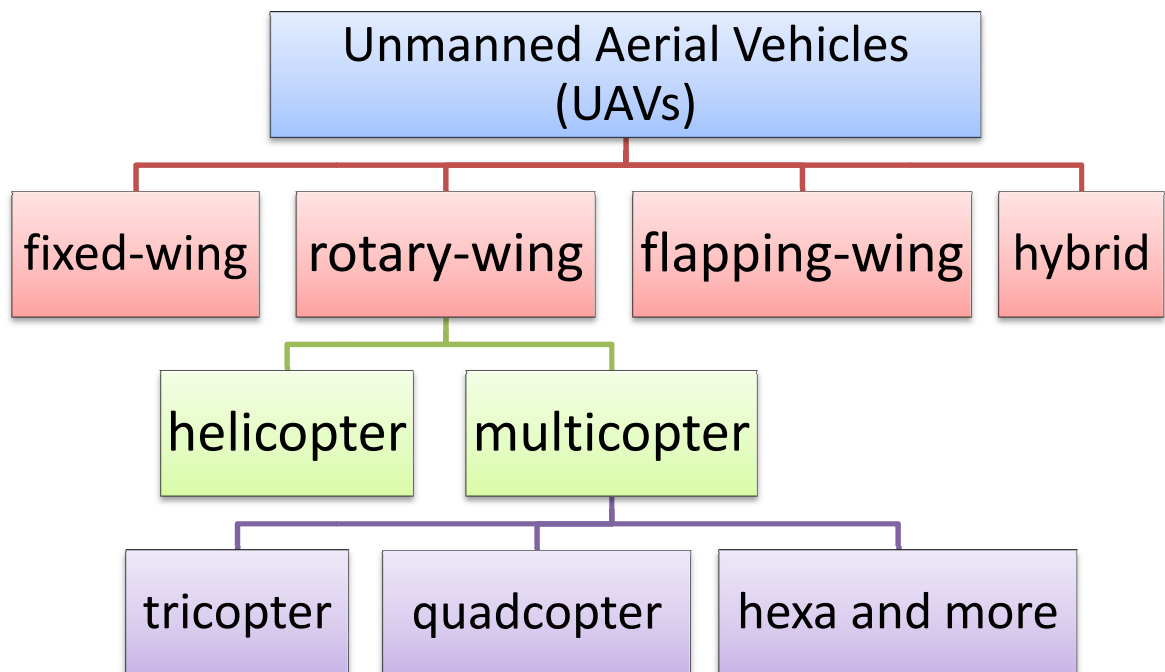 Unmanned Aerial Vehicles
(UAVs)
fixed-wing
rotary-wing
flapping-wing
hybrid
helicopter
multicopter
tricopter
quadcopter
hexa and more